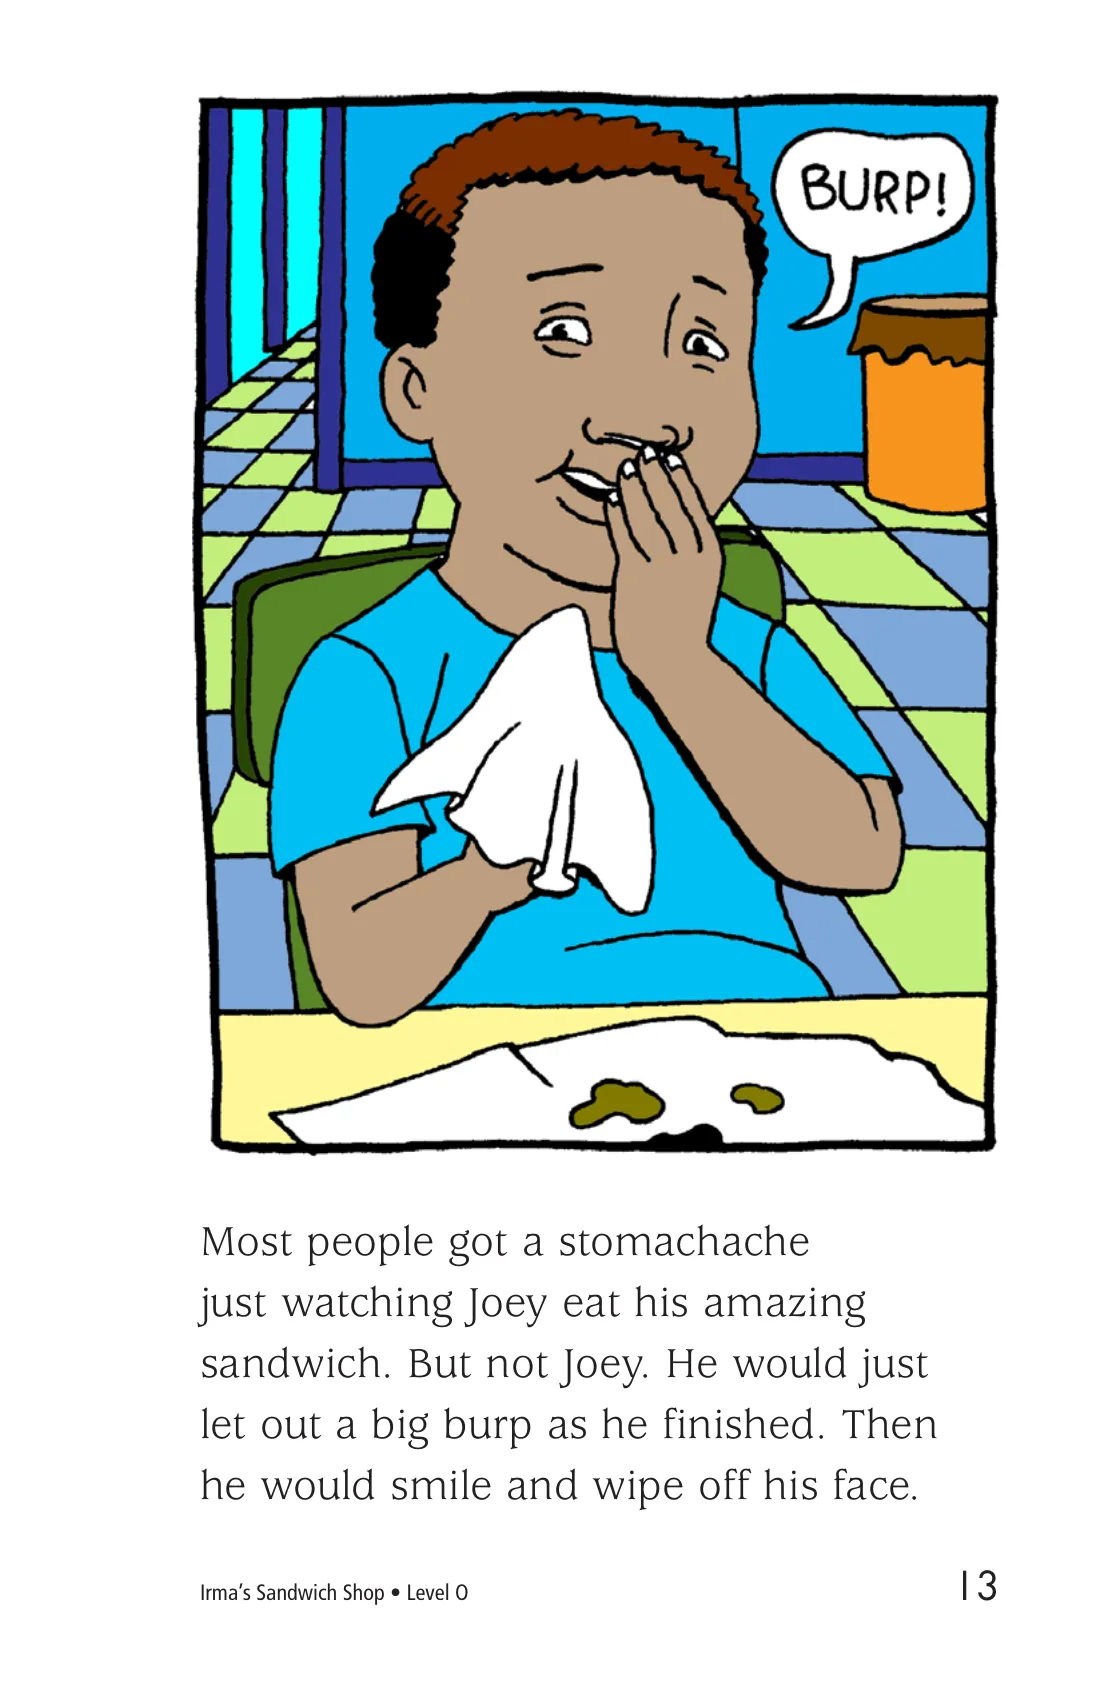 BURP!
Most people got a stomachache
just watching Joey eat his amazing
sandwich. But not Joey. He would just
let out a big burp as he finished. Then
he would smile and wipe off his face.
Irma’s Sandwich Shop • Level O
13